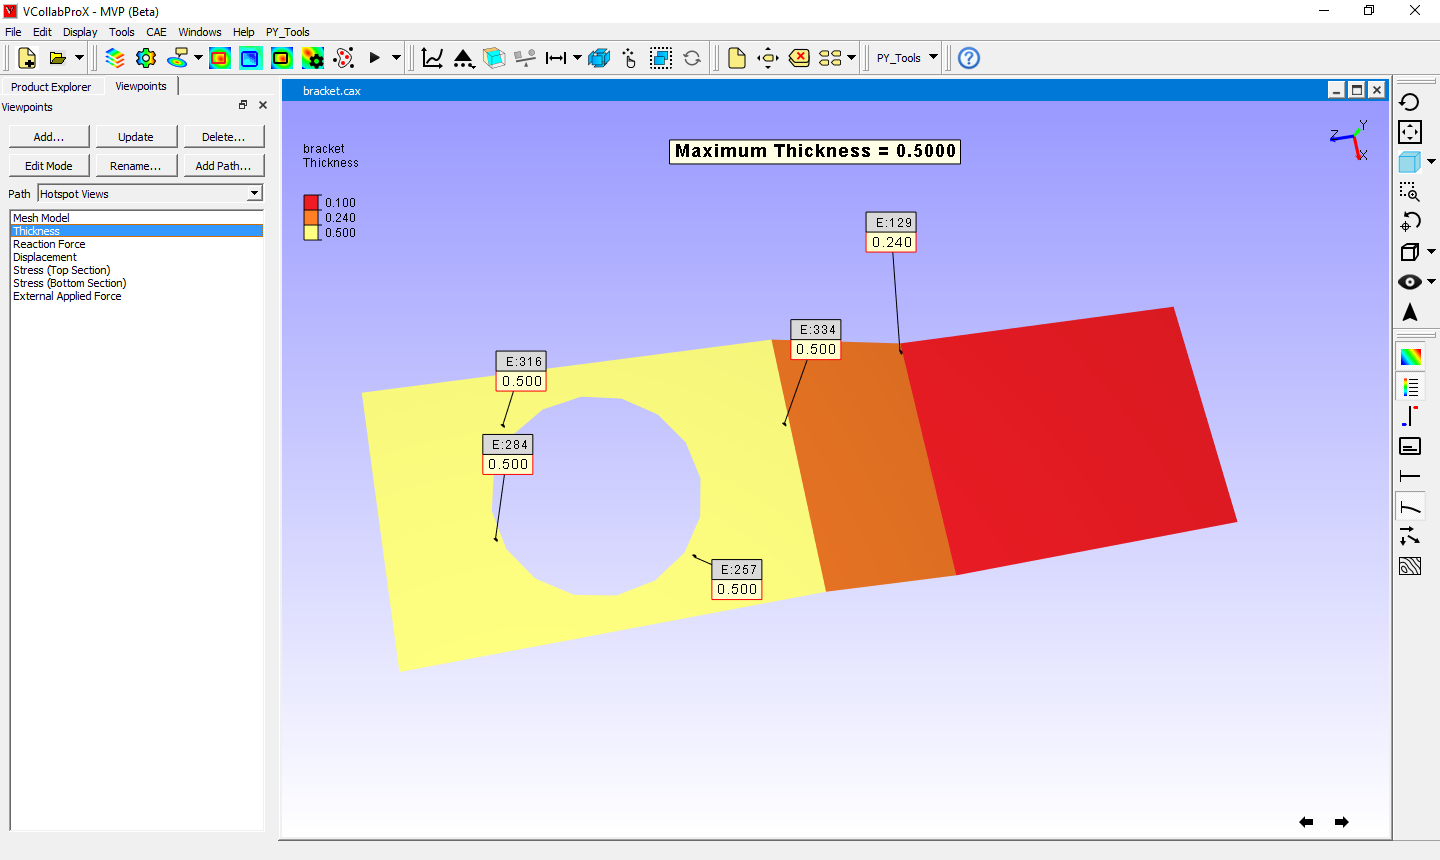 VCollabProX - MVP (Beta)
File Edit Display Tools CAE Windows Help PY_Tools
PY_Tools
Product Explorer Viewpoints
Viewpoints
Add... Update Delete...
Edit Mode Rename... Add Path...
Path Hotspot Views
Mesh Model
Thickness
Reaction Force
Displacement
Stress (Top Section)
Stress (Bottom Section)
External Applied Force
bracket.cax
bracket
Thickness
0.100
0.240
0.500
Maximum Thickness = 0.5000
Y
Z
X
E:129
0.240
E:334
0.500
E:316
0.500
E:284
0.500
E:257
0.500